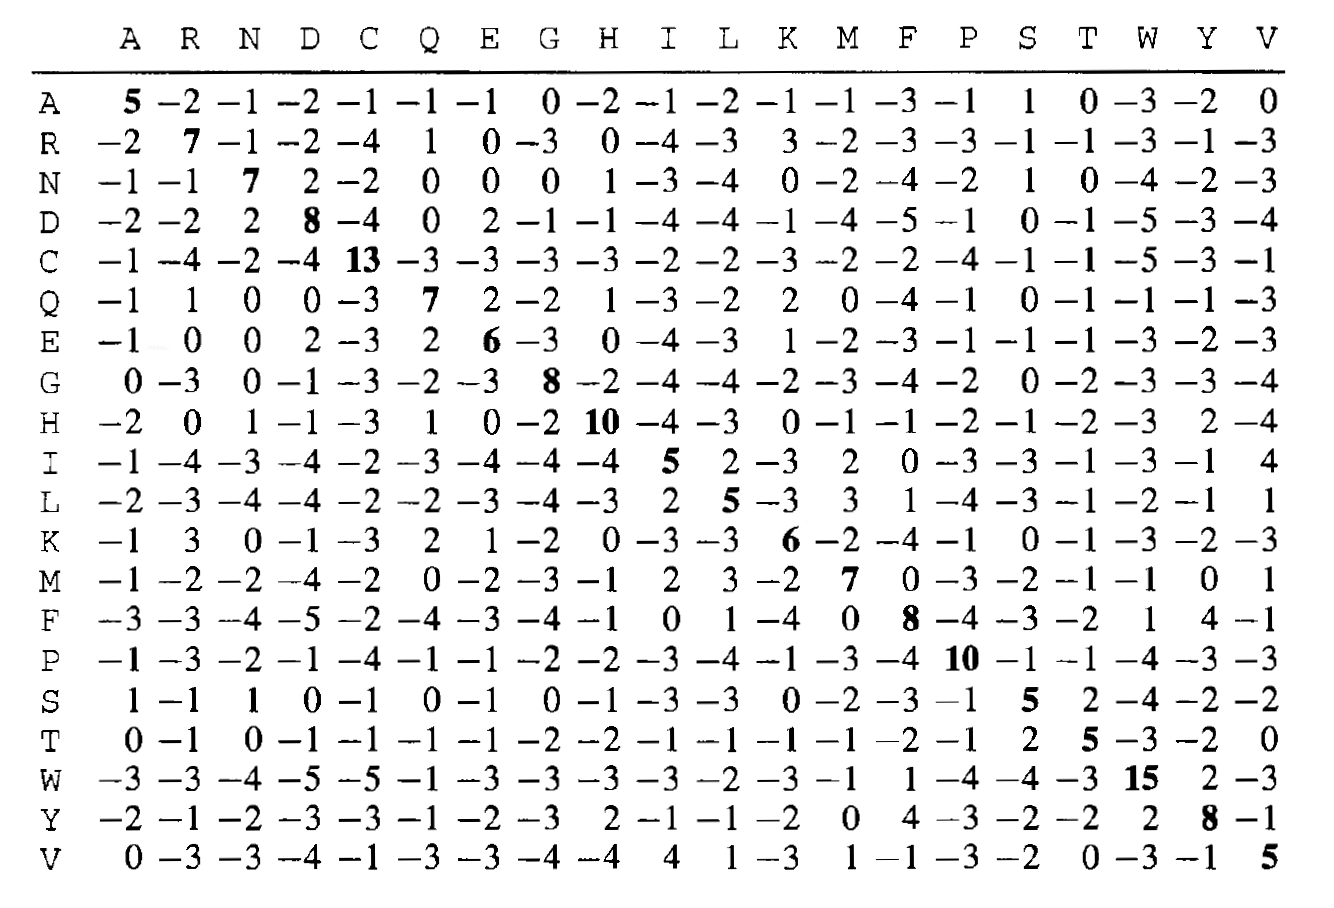 A R N D C Q E G H I L K M F P S T W Y V
A 5 −2 −1 −2 −1 −1 −1 0 −2 −1 −2 −1 −1 −3 −1 1 0 −3 −2 0
R −2 7 −1 −2 −4 1 0 −3 0 −4 −3 3 −2 −3 −3 −1 −1 −3 −1 −3
N −1 −1 7 2 −2 0 0 0 1 −3 −4 0 −2 −4 −2 1 0 −4 −2 −3
D −2 −2 2 8 −4 0 2 −1 −1 −4 −4 −1 −4 −5 −1 0 −1 −5 −3 −4
C −1 −4 −2 −4 13 −3 −3 −3 −3 −2 −2 −3 −2 −2 −4 −1 −1 −5 −3 −1
Q −1 1 0 0 −3 7 2 −2 1 −3 −2 2 0 −4 −1 0 −1 −1 −1 −3
E −1 0 0 2 −3 2 6 −3 0 −4 −3 1 −2 −3 −1 −1 −1 −3 −2 −3
G 0 −3 0 −1 −3 −2 −3 8 −2 −4 −4 −2 −3 −4 −2 0 −2 −3 −3 −4
H −2 0 1 −1 −3 1 0 −2 10 −4 −3 0 −1 −1 −2 −1 −2 −3 2 −4
I −1 −4 −3 −4 −2 −3 −4 −4 −4 5 2 −3 2 0 −3 −3 −1 −3 −1 4
L −2 −3 −4 −4 −2 −2 −3 −4 −3 2 5 −3 3 1 −4 −3 −1 −2 −1 1
K −1 3 0 −1 −3 2 1 −2 0 −3 −3 6 −2 −4 −1 0 −1 −3 −2 −3
M −1 −2 −2 −4 −2 0 −2 −3 −1 2 3 −2 7 0 −3 −2 −1 −1 0 1
F −3 −3 −4 −5 −2 −4 −3 −4 −1 0 1 −4 0 8 −4 −3 −2 1 4 −1
P −1 −3 −2 −1 −4 −1 −1 −2 −2 −3 −4 −1 −3 −4 10 −1 −1 −4 −3 −3
S 1 −1 1 0 −1 0 −1 0 −1 −3 −3 0 −2 −3 −1 5 2 −4 −2 −2
T 0 −1 0 −1 −1 −1 −1 −2 −2 −1 −1 −1 −1 −2 −1 2 5 −3 −2 0
W −3 −3 −4 −5 −5 −1 −3 −3 −3 −3 −2 −3 −1 1 −4 −4 −3 15 2 −3
Y −2 −1 −2 −3 −3 −1 −2 −3 2 −1 −1 −2 0 4 −3 −2 −2 2 8 −1
V 0 −3 −3 −4 −1 −3 −3 −4 −4 4 1 −3 1 −1 −3 −2 0 −3 −1 5